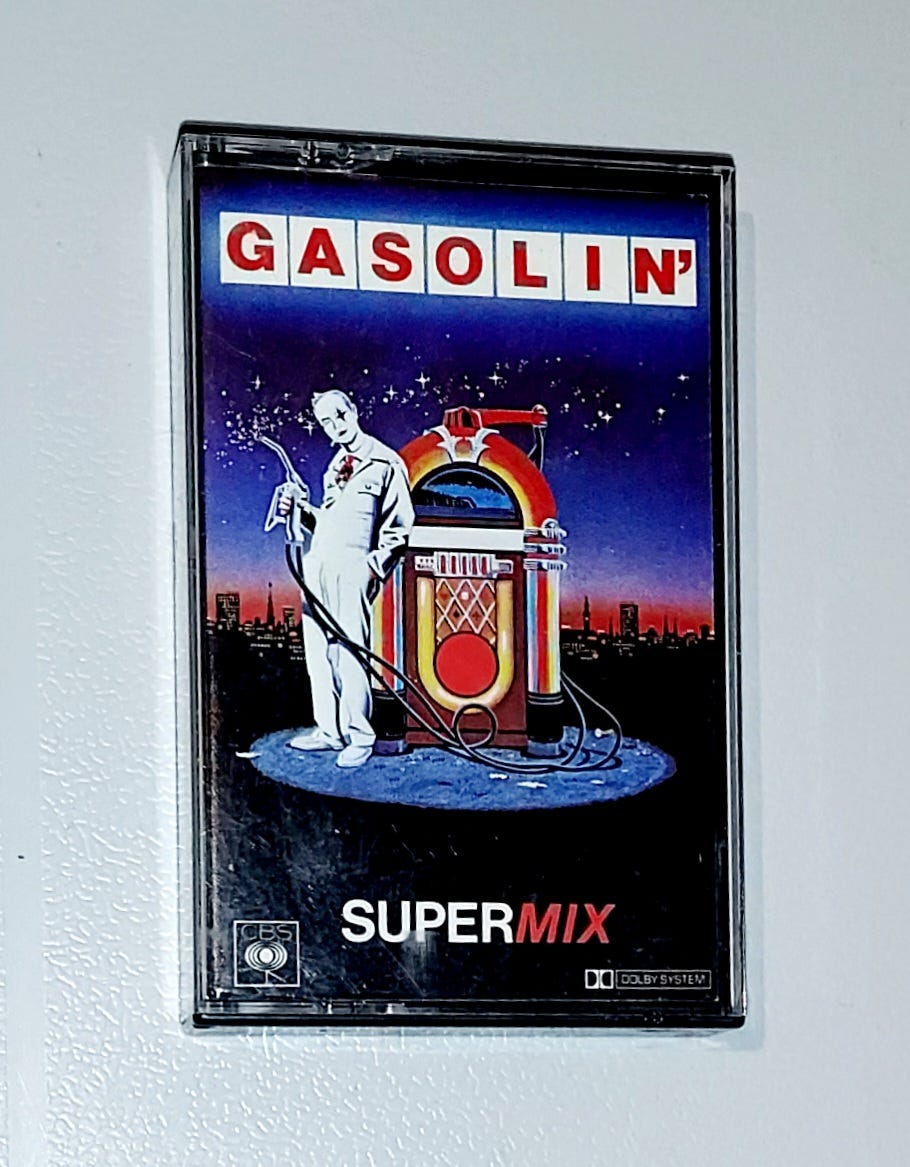 GASOLIN'
SUPERMIX
CBS
DOLBY SYSTEM